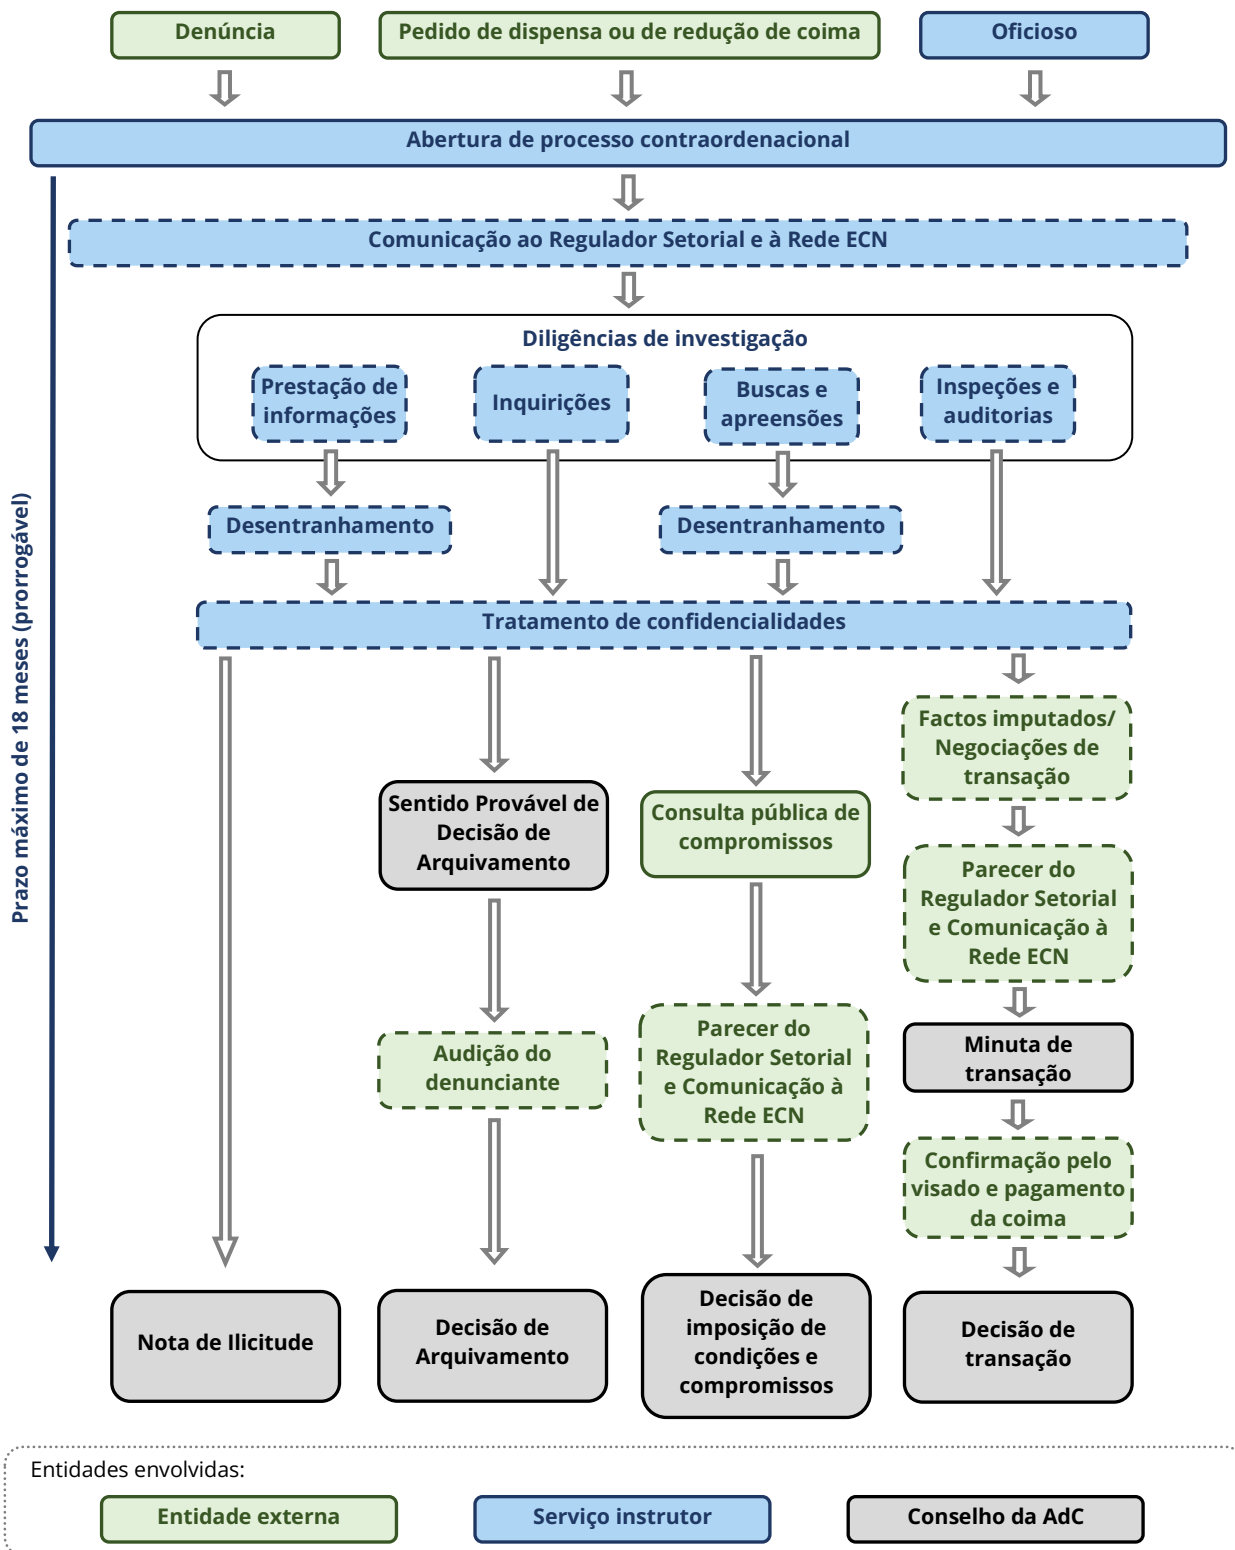 Denúncia
Pedido de dispensa ou de redução de coima
Oficioso
Abertura de processo contraordenacional
Comunicação ao Regulador Setorial e à Rede ECN
Diligências de investigação
Prestação de
informações
Inquirições
Buscas e
apreensões
Inspeções e
auditorias
Desentranhamento
Desentranhamento
Tratamento de confidencialidades
Prazo máximo de 18 meses (prorrogável)
Sentido Provável de
Decisão de
Arquivamento
Audição do
denunciante
Consulta pública de
compromissos
Parecer do
Regulador Setorial
e Comunicação à
Rede ECN
Factos imputados/
Negociações de
transação
Parecer do
Regulador Setorial
e Comunicação à
Rede ECN
Minuta de
transação
Confirmação pelo
visado e pagamento
da coima
Nota de Ilicitude
Decisão de
Arquivamento
Decisão de
imposição de
condições e
compromissos
Decisão de
transação
Entidades envolvidas:
Entidade externa
Serviço instrutor
Conselho da AdC